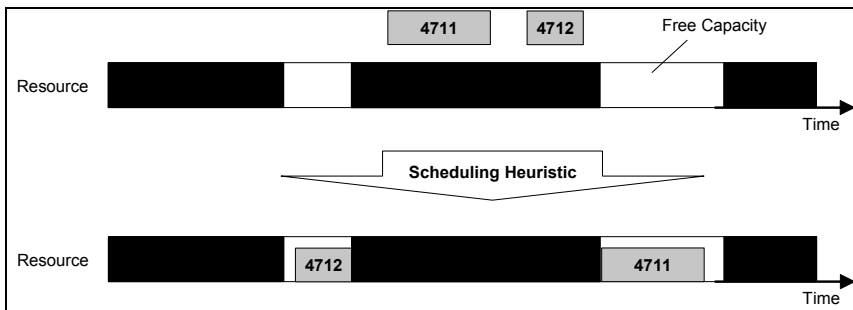 4711 4712 Free Capacity
Resource
Time
Scheduling Heuristic
Resource 4712 4711
Time